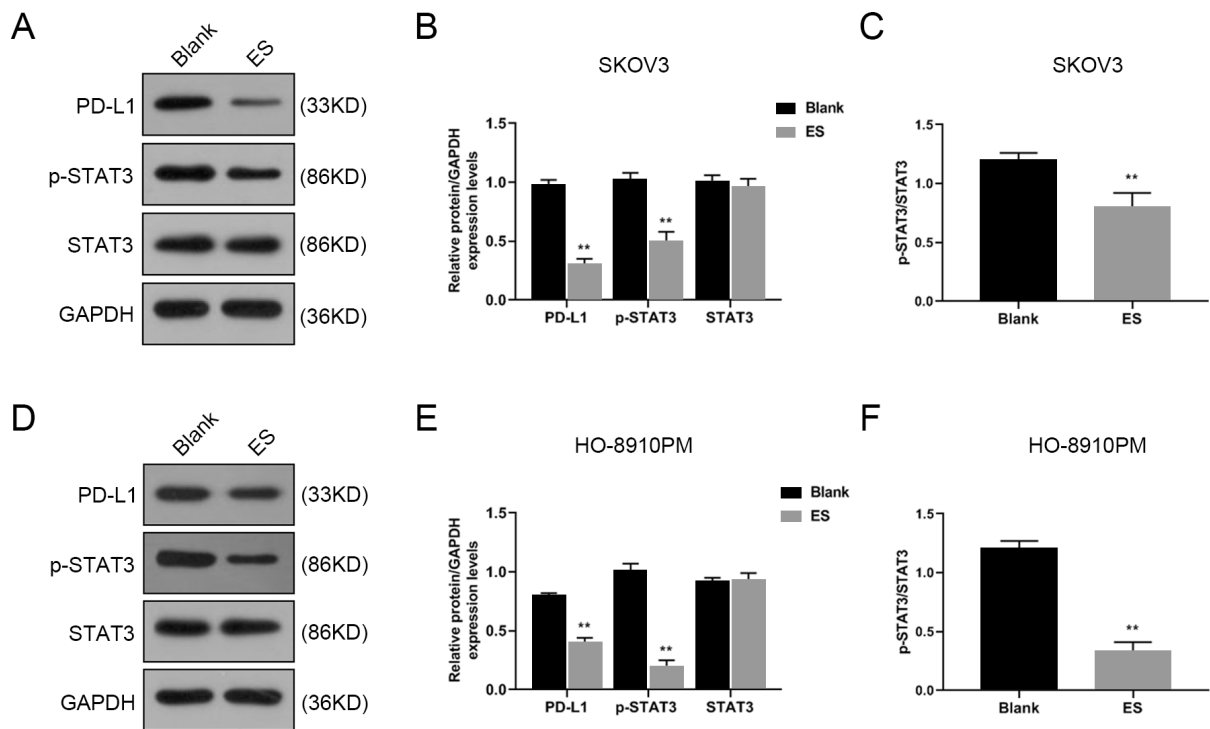 A
Blank ES
PD-L1 (33KD)
p-STAT3 (86KD)
STAT3 (86KD)
GAPDH (36KD)
B
SKOV3
Blank
ES
Relative protein/GAPDH
expression levels
1.5
1.0
0.5
0.0
**
**
PD-L1 p-STAT3 STAT3
C
SKOV3
p-STAT3/STAT3
1.5
1.0
0.5
0.0
**
Blank ES
D
Blank ES
PD-L1 (33KD)
p-STAT3 (86KD)
STAT3 (86KD)
GAPDH (36KD)
E
HO-8910PM
Blank
ES
Relative protein/GAPDH
expression levels
1.5
1.0
0.5
0.0
**
**
PD-L1 p-STAT3 STAT3
F
HO-8910PM
p-STAT3/STAT3
1.5
1.0
0.5
0.0
**
Blank ES